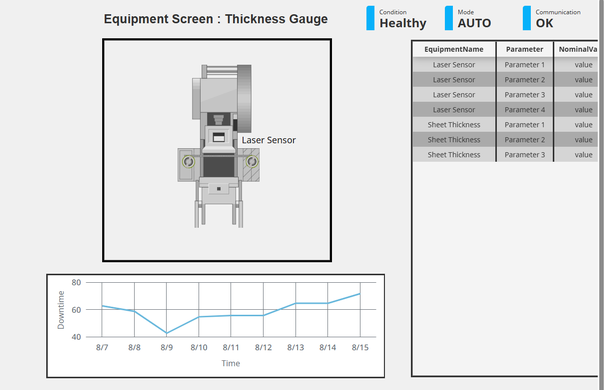 Equipment Screen : Thickness Gauge
Condition
Healthy
Mode
AUTO
Communication
OK
Laser Sensor
EquipmentName Parameter NominalVa
Laser Sensor Parameter 1 value
Laser Sensor Parameter 2 value
Laser Sensor Parameter 3 value
Laser Sensor Parameter 4 value
Sheet Thickness Parameter 1 value
Sheet Thickness Parameter 2 value
Sheet Thickness Parameter 3 value
Downtime
80
60
40
8/7 8/8 8/9 8/10 8/11 8/12 8/13 8/14 8/15
Time